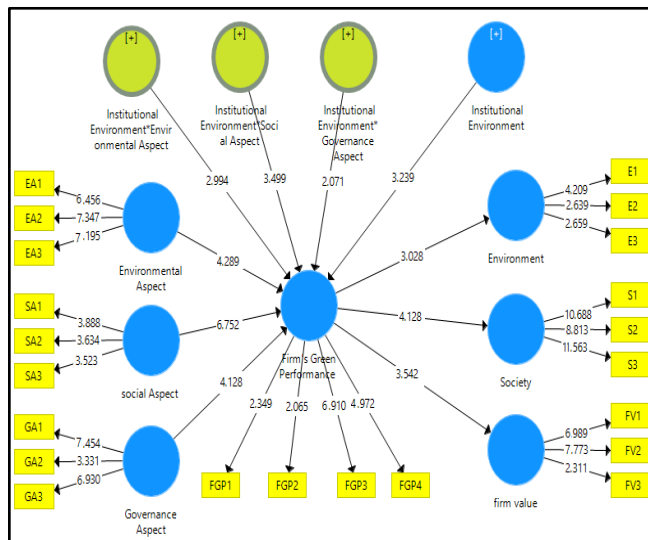 [+]
[+]
[+]
[+]
Institutional
Environment*Envir
onmental Aspect
Institutional
Environment*Soci
al Aspect
Institutional
Environment*
Governance
Aspect
Institutional
Environment
2.994
3.499
2.071
3.239
EA1
EA2
EA3
6.456
7.347
7.195
Environmental
Aspect
4.289
SA1
SA2
SA3
3.888
3.634
3.523
social Aspect
6.752
GA1
GA2
GA3
7.454
3.331
6.930
Governance
Aspect
4.128
Firm's Green
Performance
2.349
2.065
6.910
4.972
FGP1
FGP2
FGP3
FGP4
3.028
4.128
3.542
Environment
4.209
2.639
2.659
E1
E2
E3
Society
10.688
8.813
11.563
S1
S2
S3
firm value
6.989
7.773
2.311
FV1
FV2
FV3